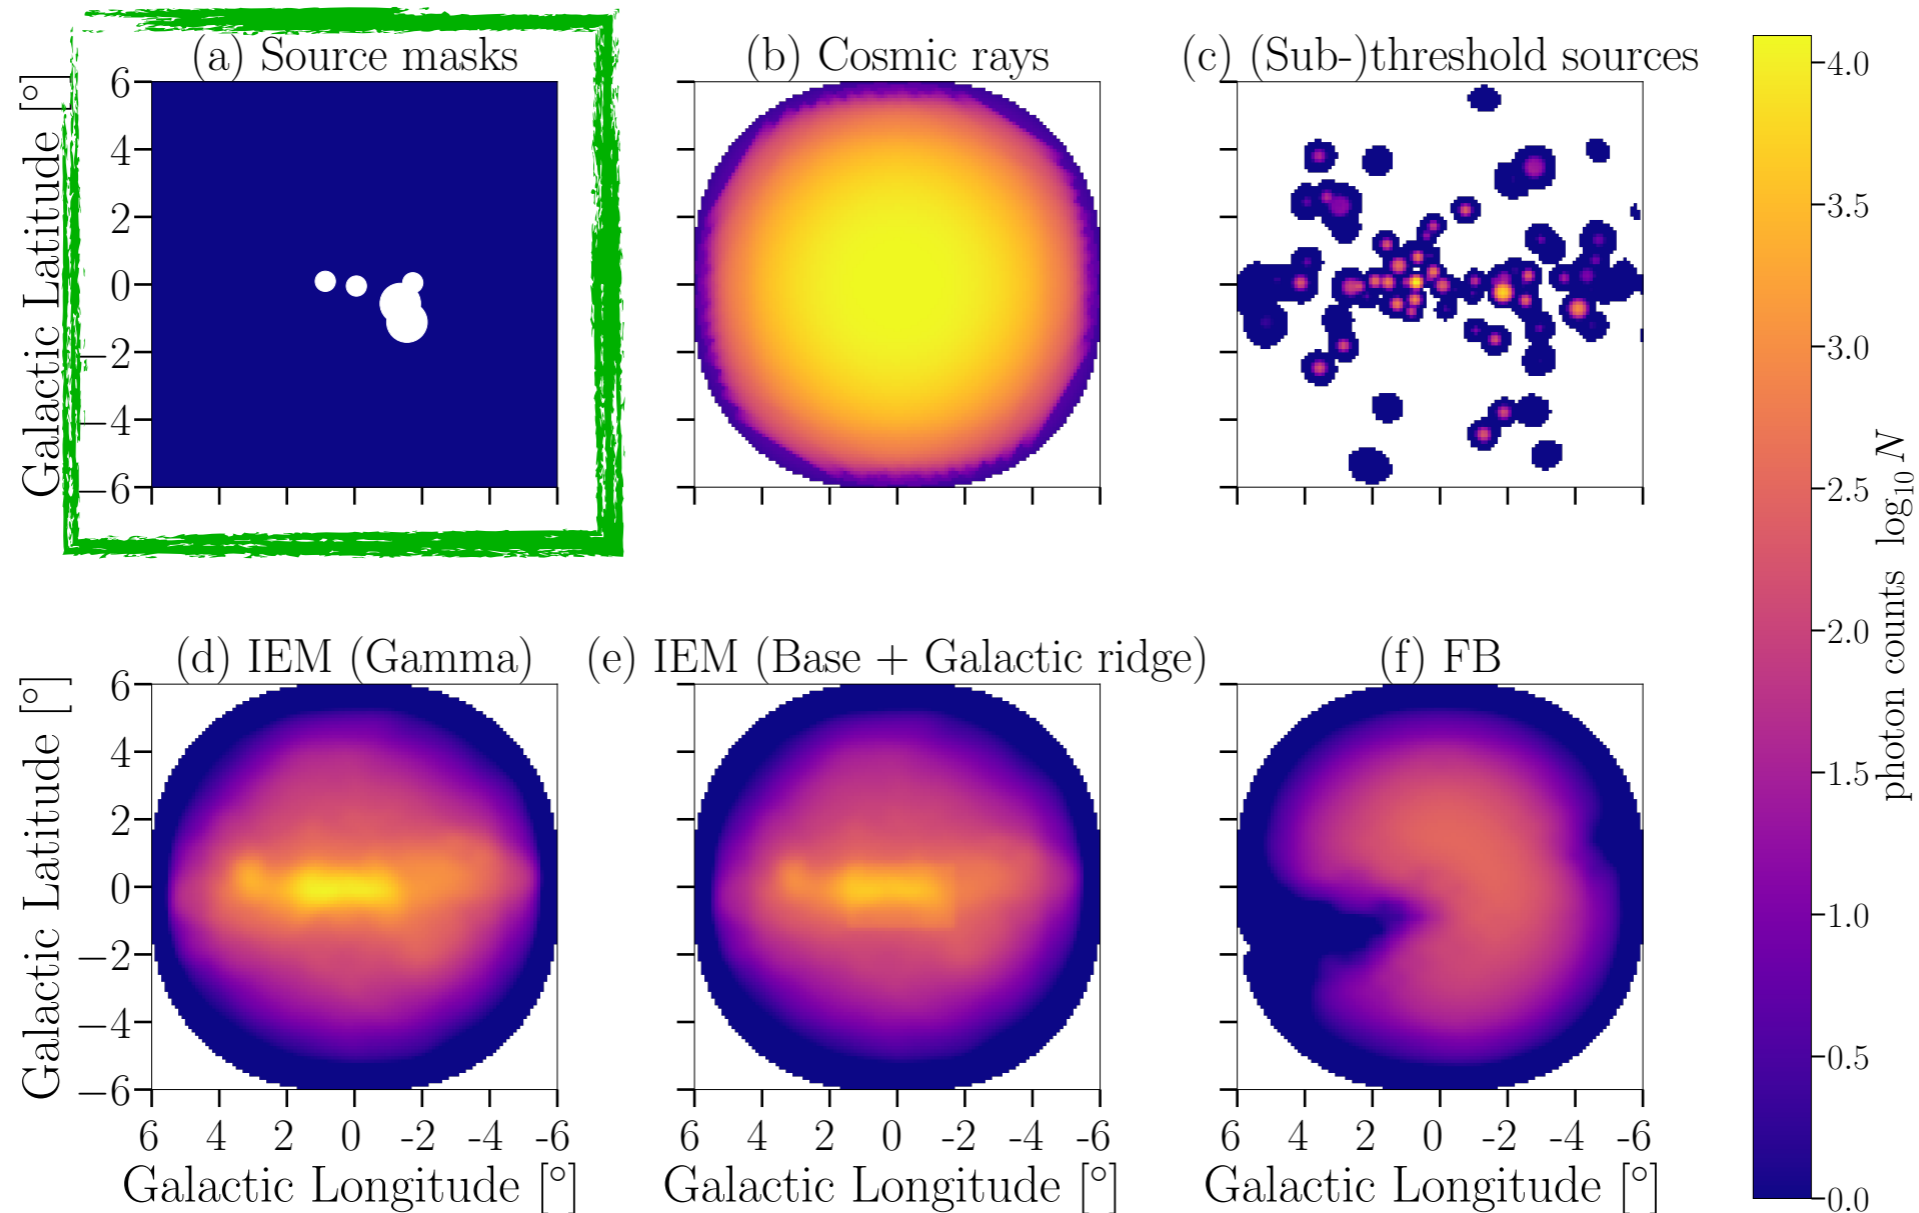 (a) Source masks
(b) Cosmic rays
(c) (Sub-)threshold sources
Galactic Latitude [°]
6
4
2
0
−2
−4
−6
(d) IEM (Gamma)
(e) IEM (Base + Galactic ridge)
(f) FB
Galactic Latitude [°]
6
4
2
0
−2
−4
−6
6 4 2 0 -2 -4 -6
6 4 2 0 -2 -4 -6
6 4 2 0 -2 -4 -6
Galactic Longitude [°]
Galactic Longitude [°]
Galactic Longitude [°]
4.0
3.5
3.0
2.5
2.0
1.5
1.0
0.5
0.0
photon counts log₁₀ N